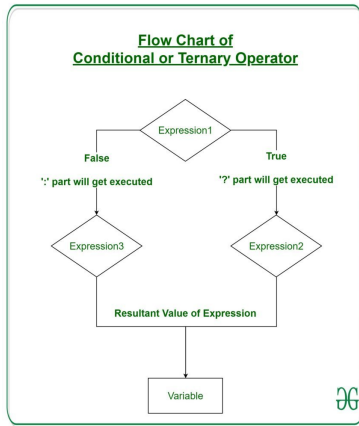 Flow Chart of
Conditional or Ternary Operator
Expression1
False
True
':' part will get executed
'?' part will get executed
Expression3
Expression2
Resultant Value of Expression
Variable